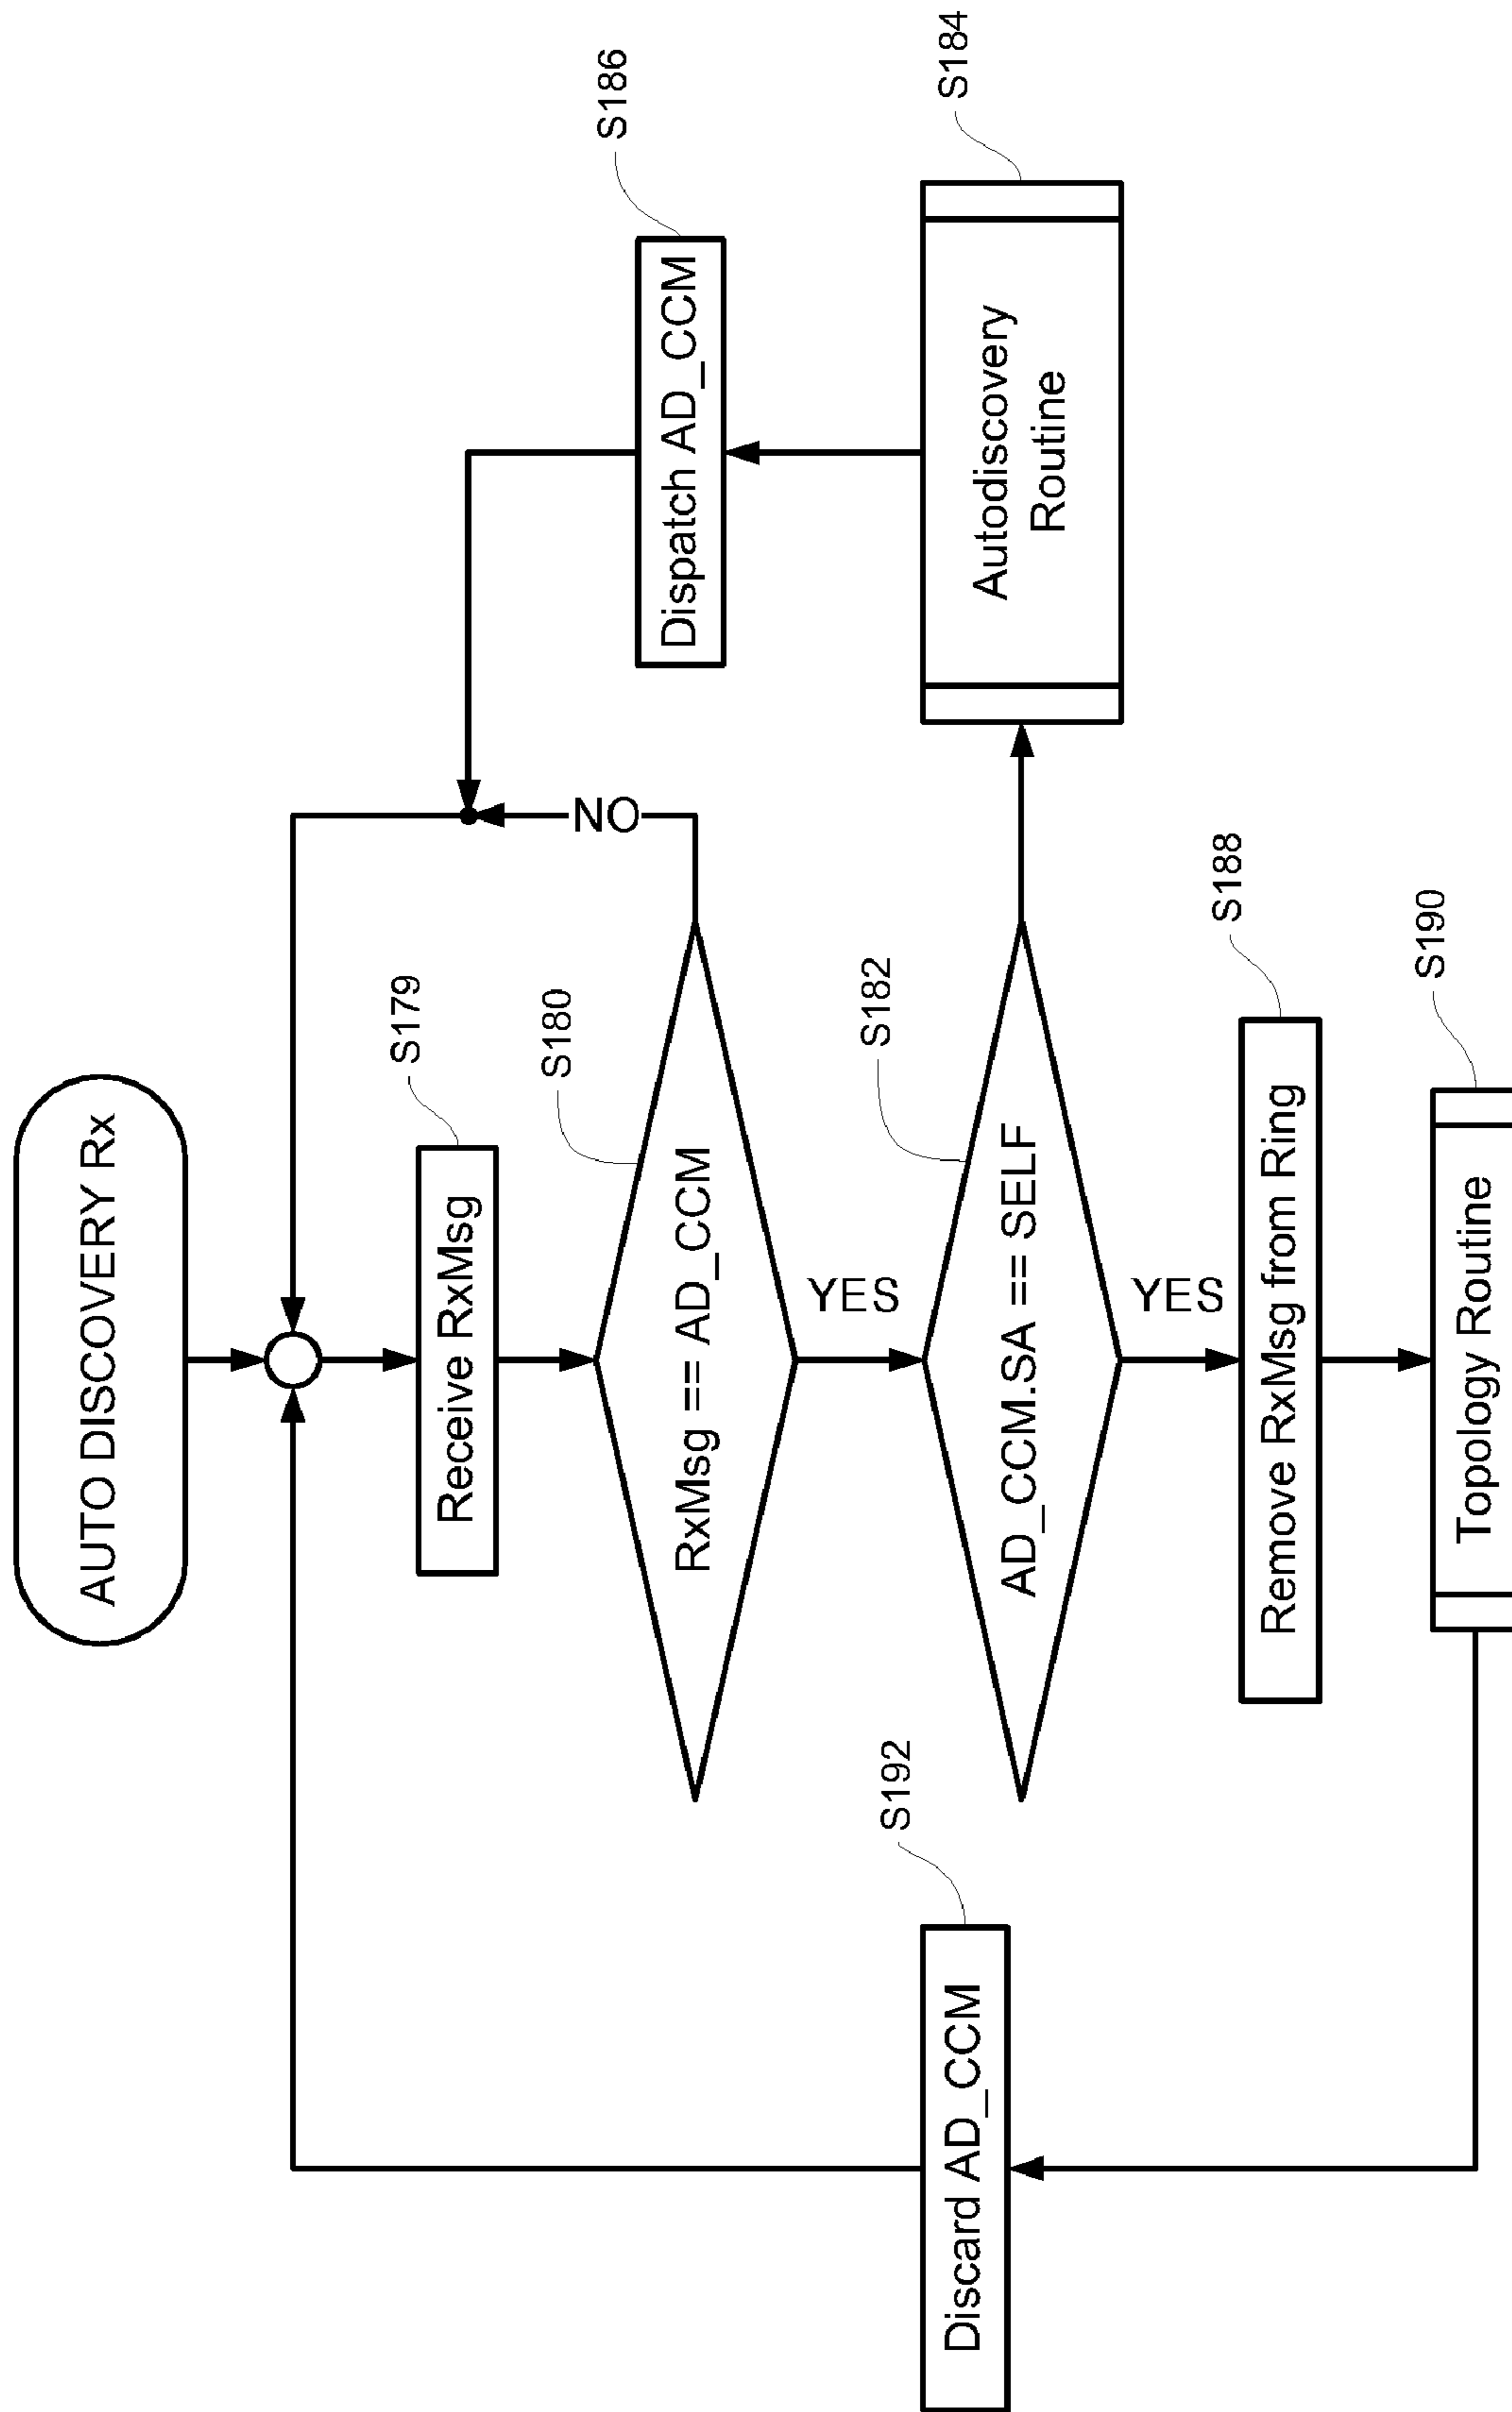 AUTO DISCOVERY Rx
Receive RxMsg
S179
RxMsg == AD_CCM
S180
NO
YES
AD_CCM.SA == SELF
S182
YES
Autodiscovery
Routine
S184
Dispatch AD_CCM
S186
Remove RxMsg from Ring
S188
Topology Routine
S190
Discard AD_CCM
S192